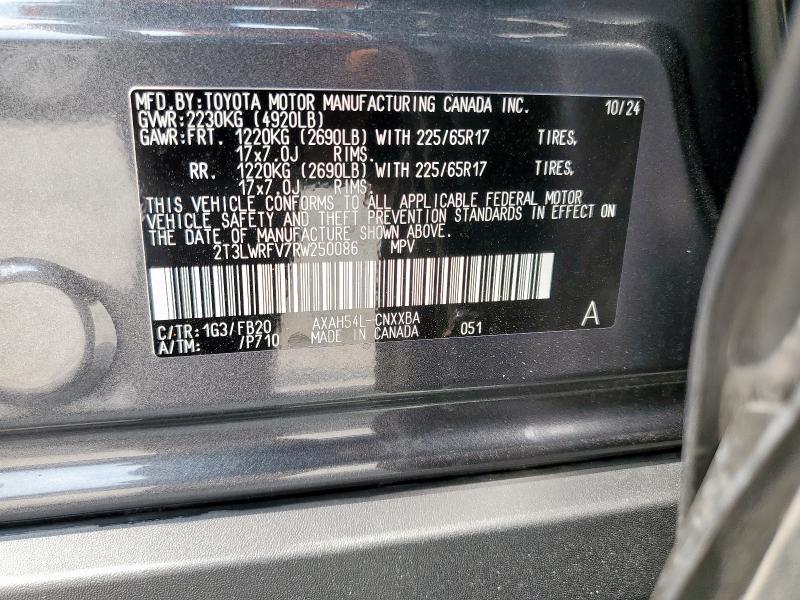 MFD.BY:TOYOTA MOTOR MANUFACTURING CANADA INC. 10/24
GVWR:2230KG (4920LB)
GAWR:FRT. 1220KG (2690LB) WITH 225/65R17 TIRES,
17x7.0J RIMS.
RR. 1220KG (2690LB) WITH 225/65R17 TIRES,
17x7.0J RIMS.
THIS VEHICLE CONFORMS TO ALL APPLICABLE FEDERAL MOTOR
VEHICLE SAFETY AND THEFT PREVENTION STANDARDS IN EFFECT ON
THE DATE OF MANUFACTURE SHOWN ABOVE.
2T3LWRFV7RW250086 MPV
C/TR: 1G3/FB20 AXAH54L-CNXXBA
A/TM: /P710 MADE IN CANADA 051 A